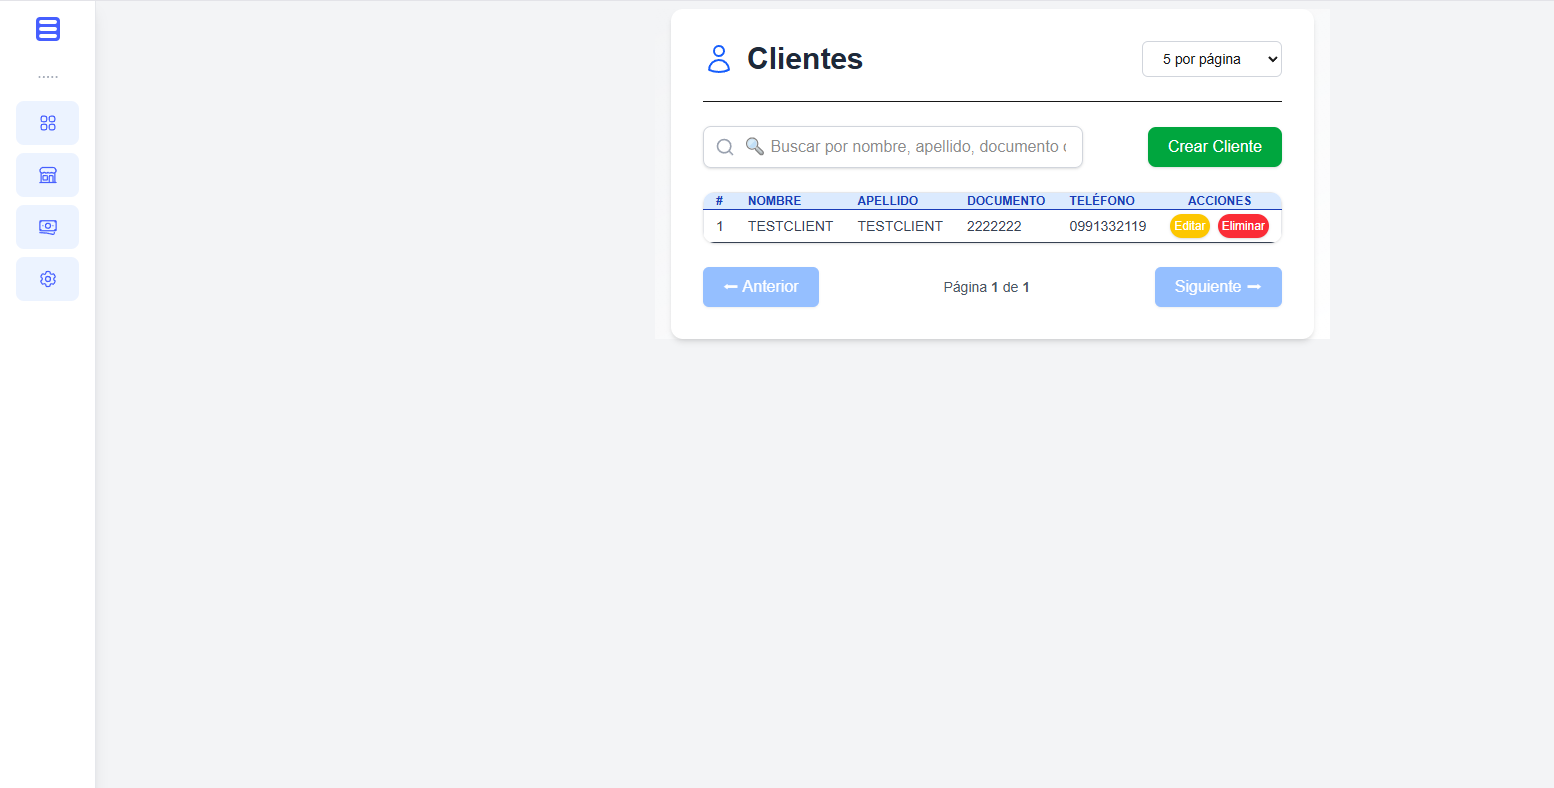 .....
Clientes
5 por página
🔍 Buscar por nombre, apellido, documento
Crear Cliente
# NOMBRE APELLIDO DOCUMENTO TELÉFONO ACCIONES
1 TESTCLIENT TESTCLIENT 2222222 0991332119 Editar Eliminar
⬅ Anterior Página 1 de 1 Siguiente ➡